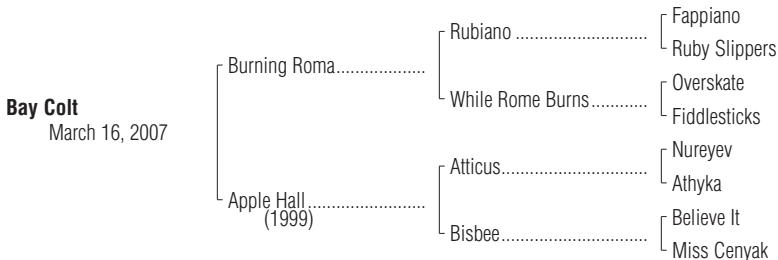 Fappiano
Rubiano ..........................
Ruby Slippers
Burning Roma...................
Overskate
While Rome Burns...........
Fiddlesticks
Bay Colt
March 16, 2007
Nureyev
Atticus.............................
Athyka
Apple Hall........................
(1999)
Believe It
Bisbee.............................
Miss Cenyak